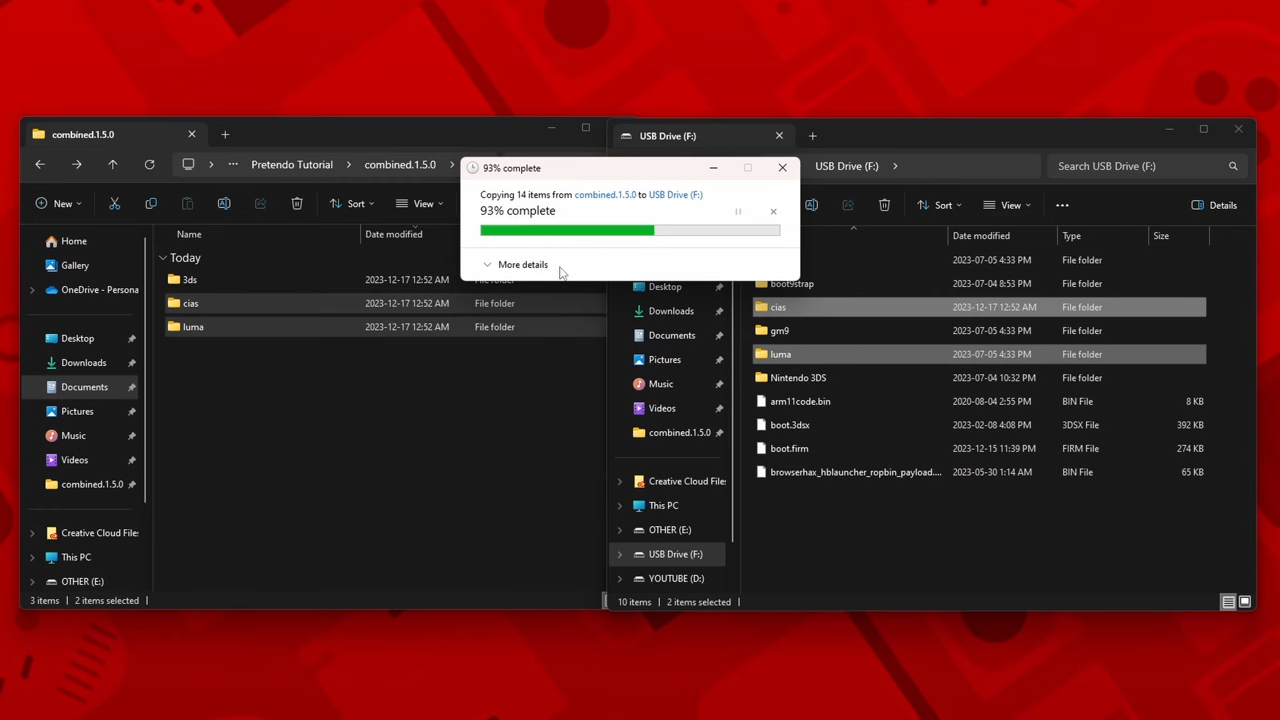 combined.1.5.0
Pretendo Tutorial
combined.1.5.0
New
Sort
View
Name
Date modified
Today
3ds
2023-12-17 12:52 AM
File folder
cias
2023-12-17 12:52 AM
File folder
luma
2023-12-17 12:52 AM
File folder
Home
Gallery
OneDrive - Persona
Desktop
Downloads
Documents
Pictures
Music
Videos
combined.1.5.0
Creative Cloud Files
This PC
OTHER (E:)
3 items
2 items selected
93% complete
Copying 14 items from combined.1.5.0 to USB Drive (F:)
93% complete
More details
USB Drive (F:)
USB Drive (F:)
Search USB Drive (F:)
Sort
View
Details
Date modified
Type
Size
2023-07-05 4:33 PM
File folder
boot9strap
2023-07-04 8:53 PM
File folder
cias
2023-12-17 12:52 AM
File folder
gm9
2023-07-05 4:33 PM
File folder
luma
2023-07-05 4:33 PM
File folder
Nintendo 3DS
2023-07-04 10:32 PM
File folder
arm11code.bin
2020-08-04 2:55 PM
BIN File
8 KB
boot.3dsx
2023-02-08 4:08 PM
3DSX File
392 KB
boot.firm
2023-12-15 11:39 PM
FIRM File
274 KB
browserhax_hblauncher_ropbin_payload....
2023-05-30 1:14 AM
BIN File
65 KB
Desktop
Downloads
Documents
Pictures
Music
Videos
combined.1.5.0
Creative Cloud Files
This PC
OTHER (E:)
USB Drive (F:)
YOUTUBE (D:)
10 items
2 items selected